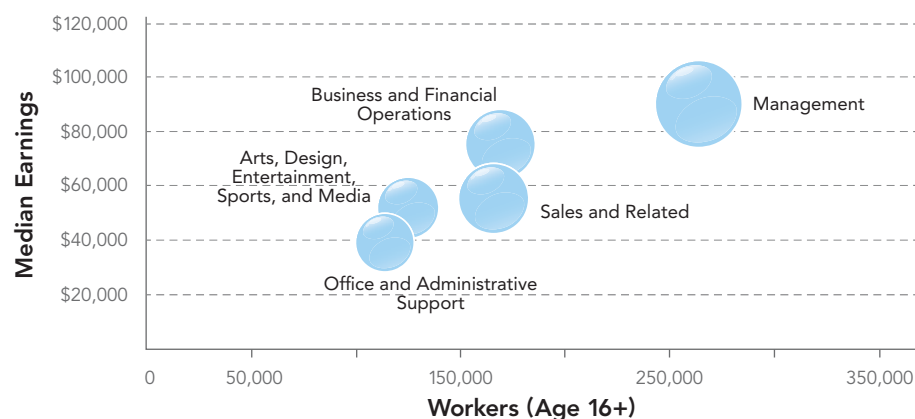 $120,000
$100,000
$80,000
$60,000
$40,000
$20,000
Median Earnings
Business and Financial
Operations
Management
Arts, Design,
Entertainment,
Sports, and Media
Sales and Related
Office and Administrative
Support
0
50,000
150,000
250,000
350,000
Workers (Age 16+)